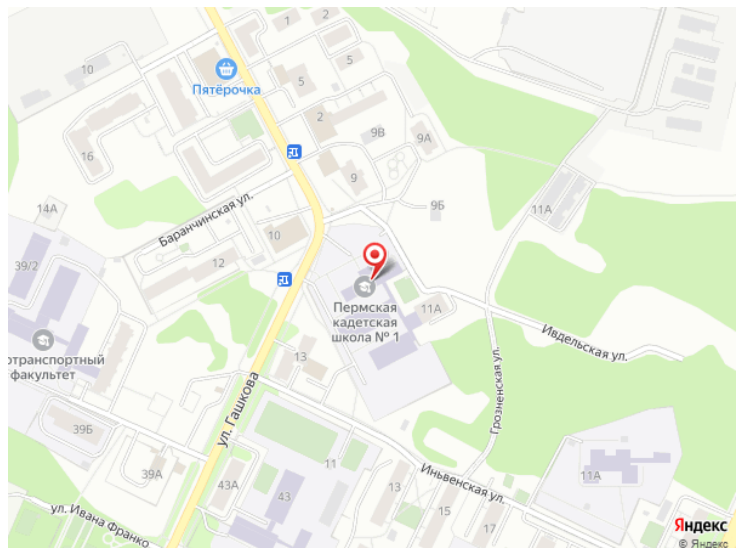 1
2
5
10
Пятёрочка
5
2
9В
9А
16
9
9Б
11А
14А
Баранчинская ул.
10
39/2
12
Пермская
кадетская
школа № 1
11А
Ивдельская ул.
отранспортный
факультет
13
ул. Гашкова
Грозненская ул.
39Б
11
39А
43А
43
13
Иньвенская ул.
11А
15
17
ул. Ивана Франко
Яндекс
© Яндекс